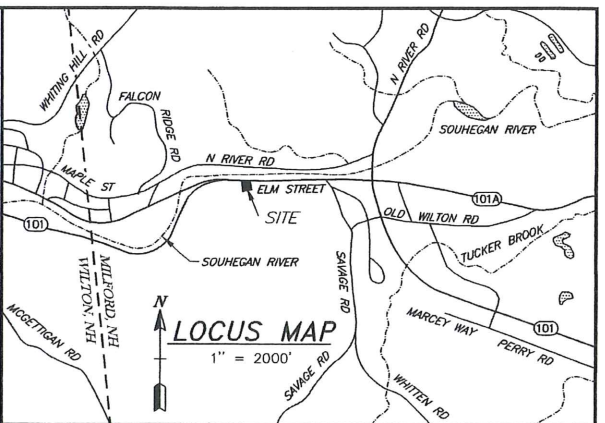 WHITING HILL RD
FALCON
RIDGE RD
N RIVER RD
SOUHEGAN RIVER
MAPLE ST
N RIVER RD
ELM STREET
101A
SITE
OLD WILTON RD
101
SOUHEGAN RIVER
TUCKER BROOK
SAVAGE RD
MILFORD, NH
WILTON, NH
N
MCGETTIGAN RD
LOCUS MAP
1" = 2000'
MARCEY WAY
101
PERRY RD
SAVAGE RD
WHITTEN RD